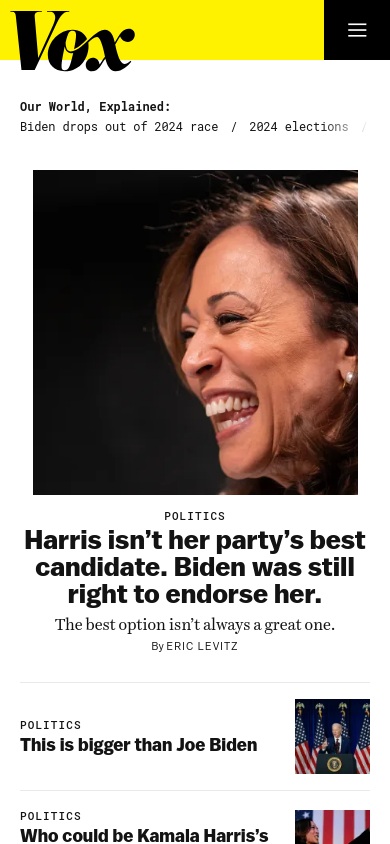 Vox
Our World, Explained:
Biden drops out of 2024 race / 2024 elections /
POLITICS
Harris isn’t her party’s best
candidate. Biden was still
right to endorse her.
The best option isn’t always a great one.
By ERIC LEVITZ
POLITICS
This is bigger than Joe Biden
POLITICS
Who could be Kamala Harris’s